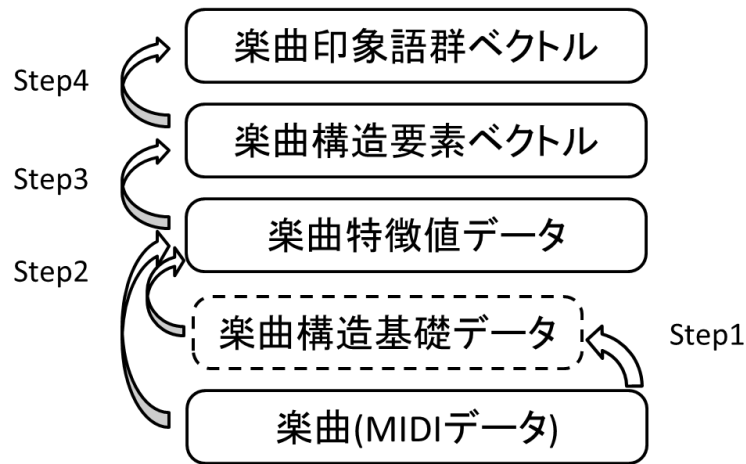 楽曲印象語群ベクトル
Step4
楽曲構造要素ベクトル
Step3
楽曲特徴値データ
Step2
楽曲構造基礎データ
Step1
楽曲(MIDIデータ)